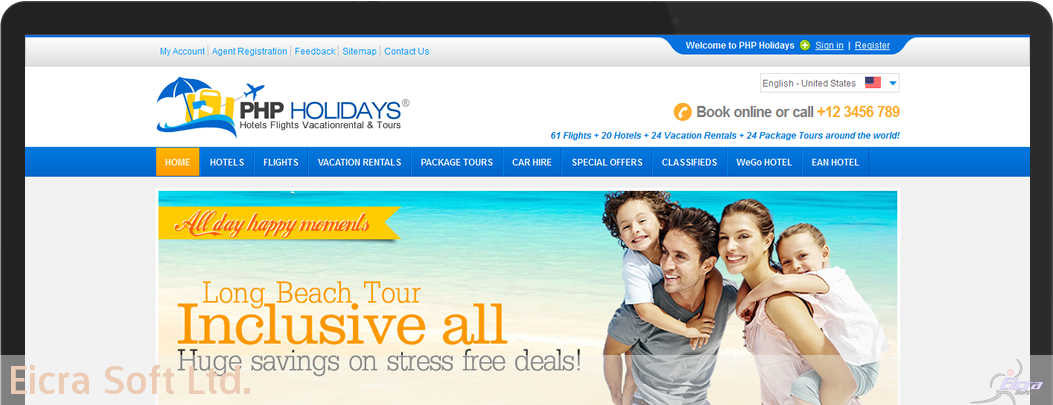 My Account | Agent Registration | Feedback | Sitemap | Contact Us
Welcome to PHP Holidays Sign in | Register
English - United States
PHP HOLIDAYS®
Hotels Flights Vacationrental & Tours
Book online or call +12 3456 789
61 Flights + 20 Hotels + 24 Vacation Rentals + 24 Package Tours around the world!
HOME HOTELS FLIGHTS VACATION RENTALS PACKAGE TOURS CAR HIRE SPECIAL OFFERS CLASSIFIEDS WeGo HOTEL EAN HOTEL
All day happy moments
Long Beach Tour
Inclusive all
Huge savings on stress free deals!
Eicra Soft Ltd.
Eicra